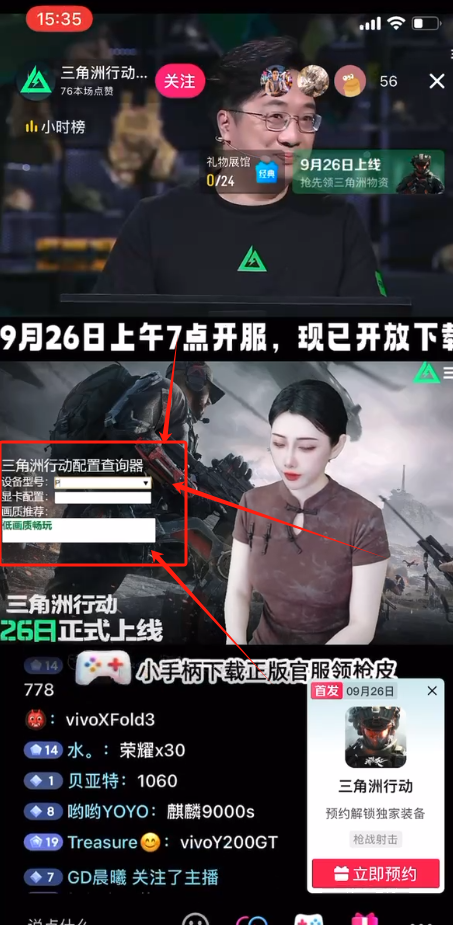 15:35
三角洲行动...
76本场点赞
关注
56
小时榜
礼物展馆
0/24
经典
9月26日上线
抢先领三角洲物资
9月26日上午7点开服，现已开放下载
三角洲行动配置查询器
设备型号：P
显卡配置：
画质推荐：
低画质畅玩
三角洲行动
26日正式上线
小手柄下载正版官服领枪皮
14
778
：vivoXFold3
14 水。：荣耀x30
1 贝亚特：1060
8 哟哟YOYO：麒麟9000s
19 Treasure😊：vivoY200GT
7 GD晨曦 关注了主播
首发 09月26日
三角洲行动
预约解锁独家装备
枪战射击
立即预约
说点什么